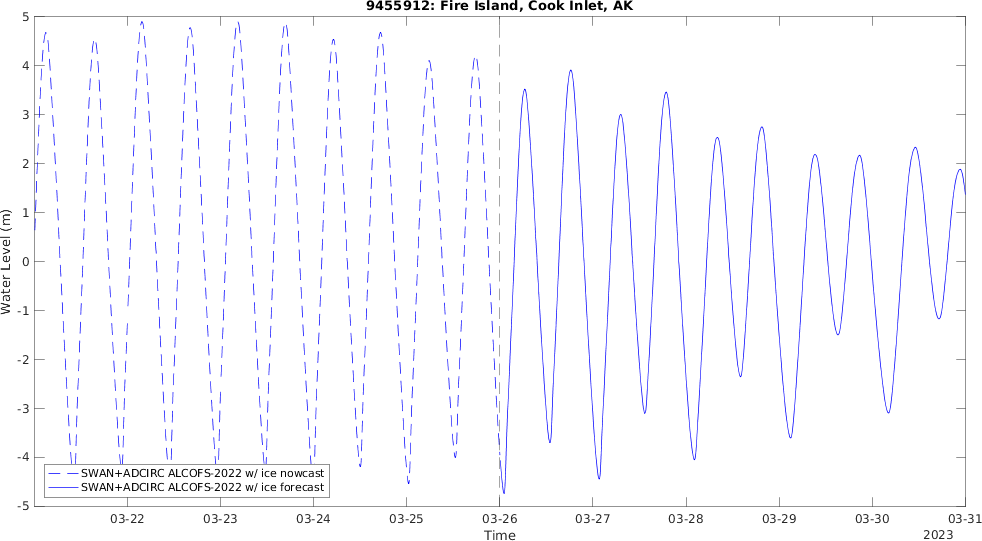 9455912: Fire Island, Cook Inlet, AK
5
4
3
2
1
0
-1
-2
-3
-4
-5
Water Level (m)
SWAN+ADCIRC ALCOFS-2022 w/ ice nowcast
SWAN+ADCIRC ALCOFS-2022 w/ ice forecast
03-22 03-23 03-24 03-25 03-26 03-27 03-28 03-29 03-30 03-31
Time
2023